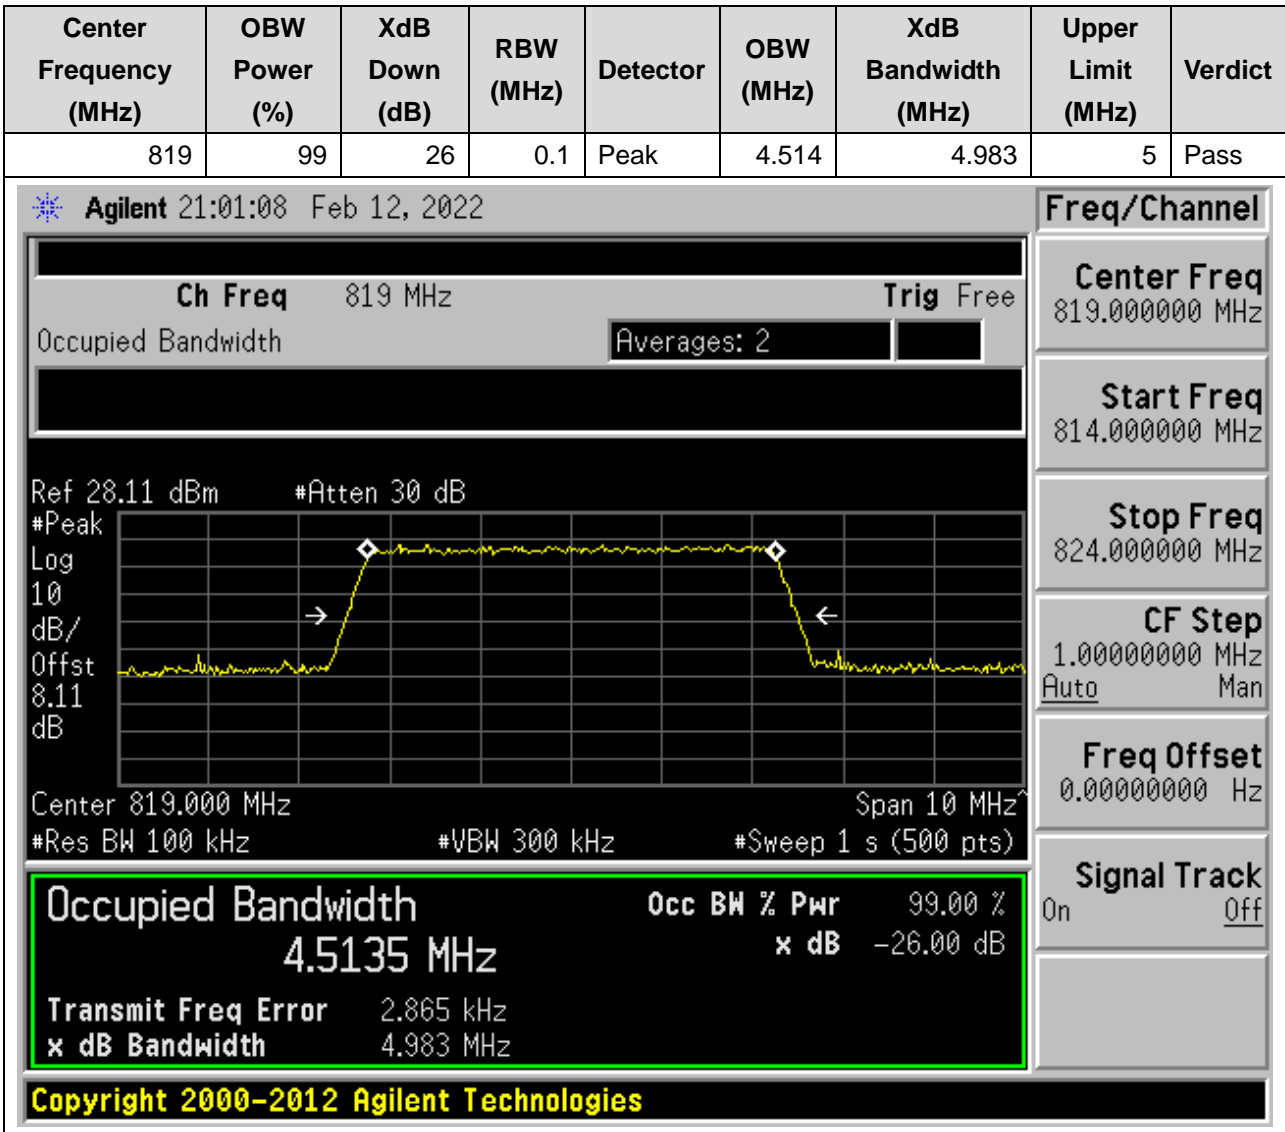 Center Frequency (MHz) OBW Power (%) XdB Down (dB) RBW (MHz) Detector OBW (MHz) XdB Bandwidth (MHz) Upper Limit (MHz) Verdict
819 99 26 0.1 Peak 4.514 4.983 5 Pass
Agilent 21:01:08 Feb 12, 2022
Freq/Channel
Ch Freq 819 MHz Trig Free
Occupied Bandwidth Averages: 2
Center Freq
819.000000 MHz
Start Freq
814.000000 MHz
Stop Freq
824.000000 MHz
CF Step
1.00000000 MHz
Auto Man
Freq Offset
0.00000000 Hz
Signal Track
On Off
Ref 28.11 dBm #Atten 30 dB
#Peak
Log
10
dB/
Offst
8.11
dB
Center 819.000 MHz Span 10 MHz^
#Res BW 100 kHz #VBW 300 kHz #Sweep 1 s (500 pts)
Occupied Bandwidth Occ BW % Pwr 99.00 %
4.5135 MHz x dB -26.00 dB
Transmit Freq Error 2.865 kHz
x dB Bandwidth 4.983 MHz
Copyright 2000-2012 Agilent Technologies